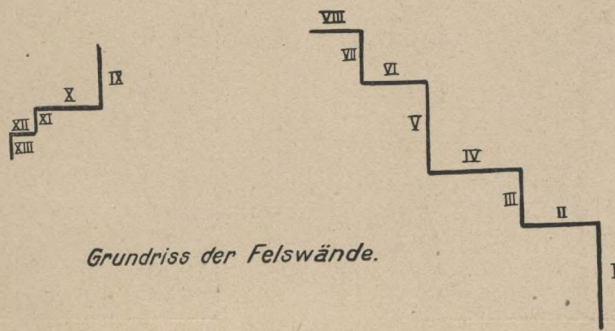 VIII
VII
VI
IX
X
XI
XII
XIII
V
IV
III
II
I
Grundriss der Felswände.